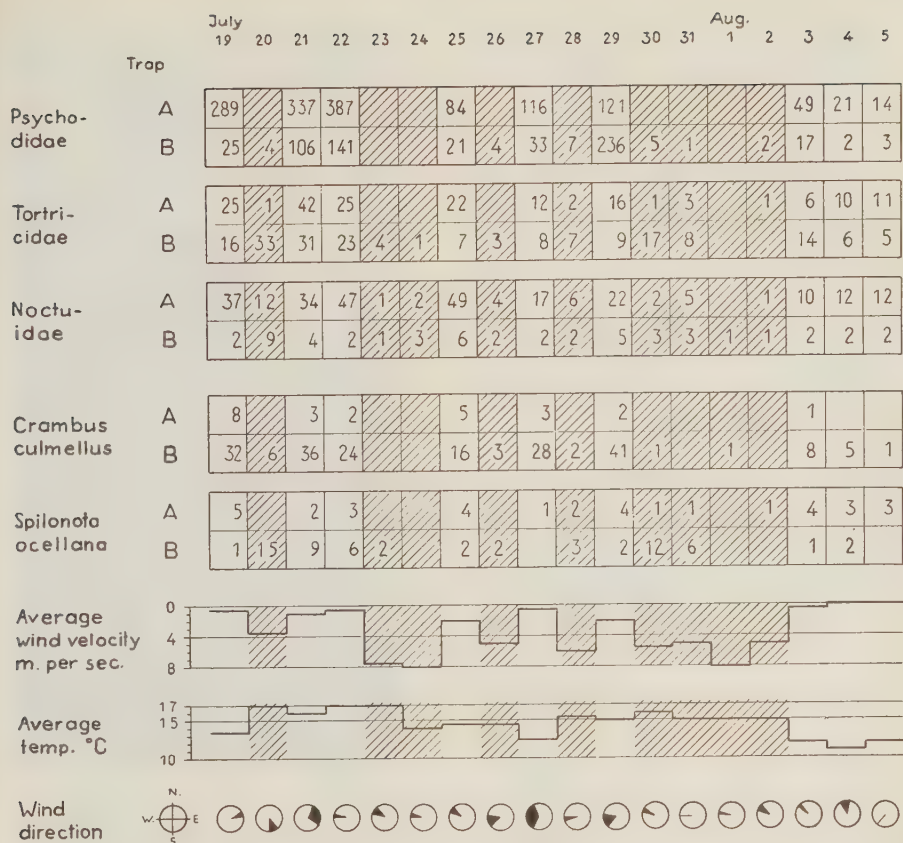 July Aug.
19 20 21 22 23 24 25 26 27 28 29 30 31 1 2 3 4 5
Trap
Psycho-
didae
A 289 337 387 84 116 121 49 21 14
B 25 4 106 141 21 4 33 7 236 5 1 2 17 2 3
Tortri-
cidae
A 25 1 42 25 22 12 2 16 1 3 1 6 10 11
B 16 33 31 23 4 1 7 3 8 7 9 17 8 14 6 5
Noctu-
idae
A 37 12 34 47 1 2 49 4 17 6 22 2 5 1 10 12 12
B 2 9 4 2 1 3 6 2 2 2 5 3 3 1 1 2 2 2
Crambus
culmellus
A 8 3 2 5 3 2 1
B 32 6 36 24 16 3 28 2 41 1 1 8 5 1
Spilonota
ocellana
A 5 2 3 4 1 2 4 1 1 1 4 3 3
B 1 15 9 6 2 2 2 3 2 12 6 1 2
Average
wind velocity
m. per sec.
0
4
8
Average
temp. °C
17
15
10
Wind
direction
N.
W. E
S